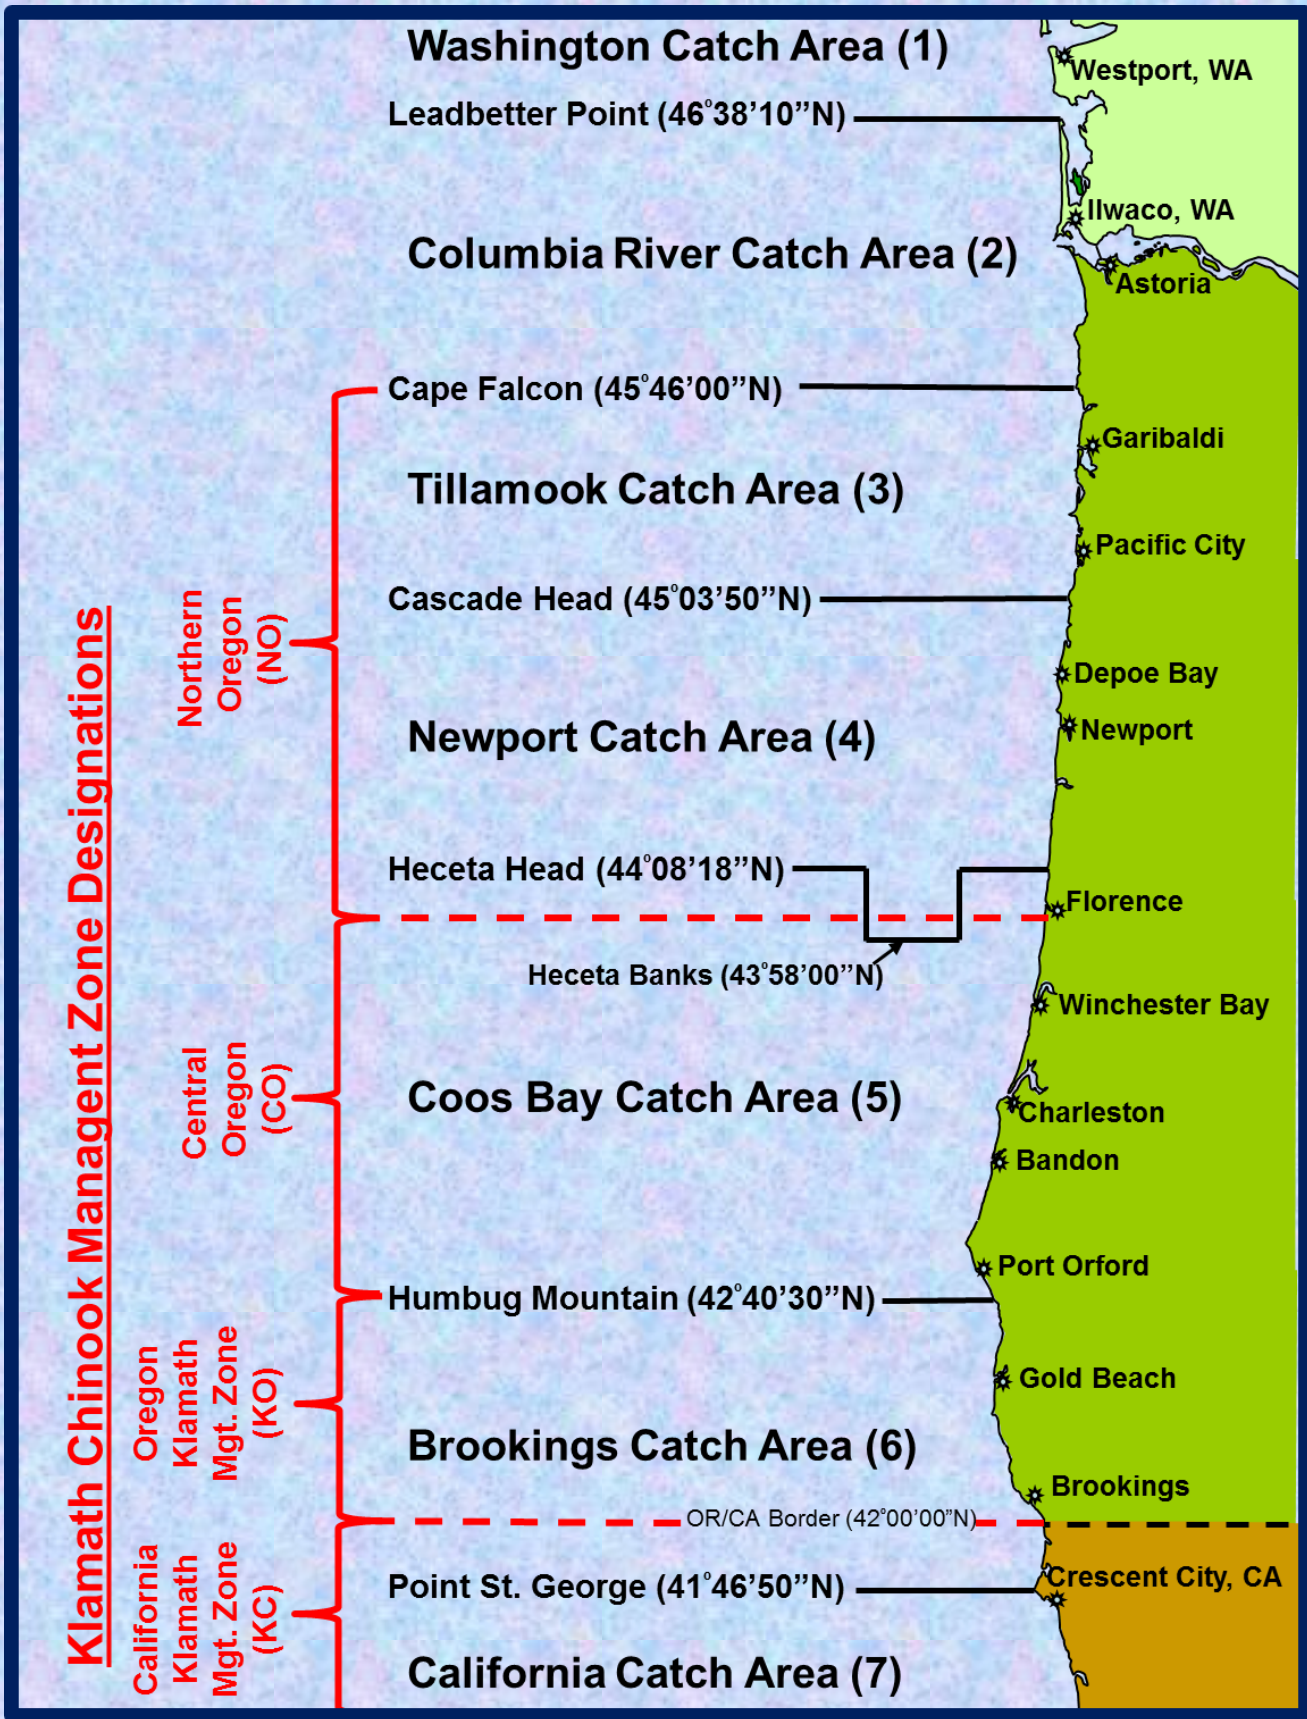 Washington Catch Area (1)
Westport, WA
Leadbetter Point (46°38’10”N)
Ilwaco, WA
Columbia River Catch Area (2)
Astoria
Cape Falcon (45°46’00”N)
Garibaldi
Tillamook Catch Area (3)
Pacific City
Cascade Head (45°03’50”N)
Depoe Bay
Newport Catch Area (4)
Newport
Heceta Head (44°08’18”N)
Florence
Heceta Banks (43°58’00”N)
Winchester Bay
Coos Bay Catch Area (5)
Charleston
Bandon
Port Orford
Humbug Mountain (42°40’30”N)
Gold Beach
Brookings Catch Area (6)
Brookings
OR/CA Border (42°00’00”N)
Crescent City, CA
Point St. George (41°46’50”N)
California Catch Area (7)
Klamath Chinook Managent Zone Designations
Northern
Oregon
(NO)
Central
Oregon
(CO)
Oregon
Klamath
Mgt. Zone
(KO)
California
Klamath
Mgt. Zone
(KC)